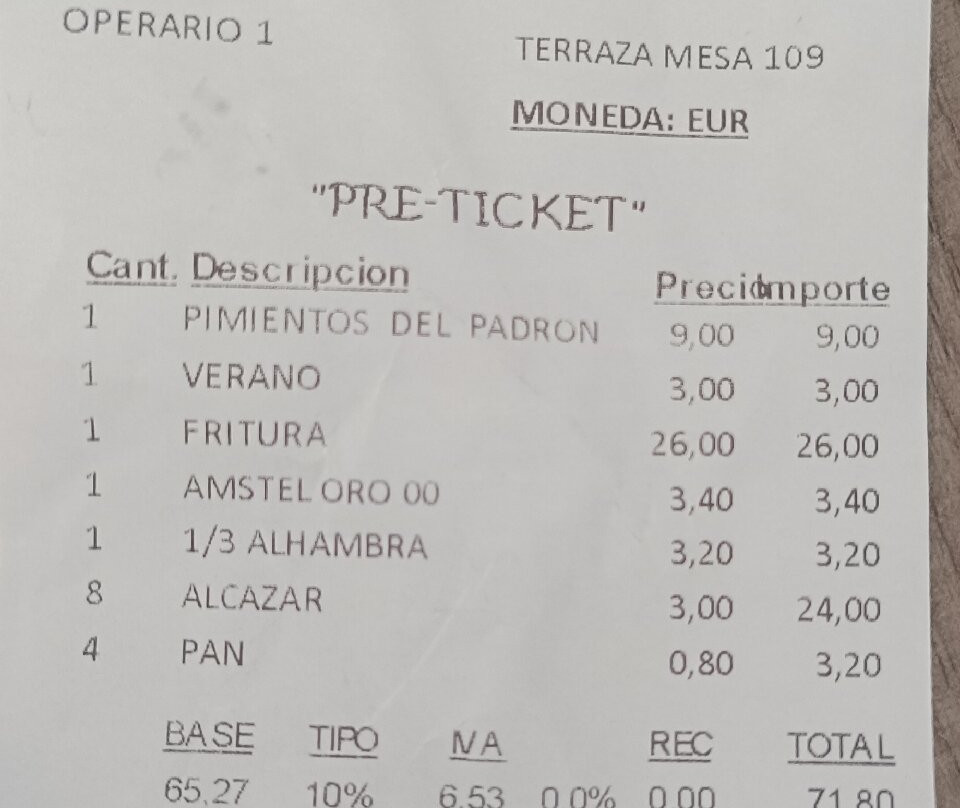 OPERARIO 1
TERRAZA MESA 109
MONEDA: EUR
"PRE-TICKET"
Cant. Descripcion Precio Importe
1 PIMIENTOS DEL PADRON 9,00 9,00
1 VERANO 3,00 3,00
1 FRITURA 26,00 26,00
1 AMSTEL ORO 00 3,40 3,40
1 1/3 ALHAMBRA 3,20 3,20
8 ALCAZAR 3,00 24,00
4 PAN 0,80 3,20
BASE TIPO IVA REC TOTAL
65,27 10% 6,53 0,0% 0,00 71,80